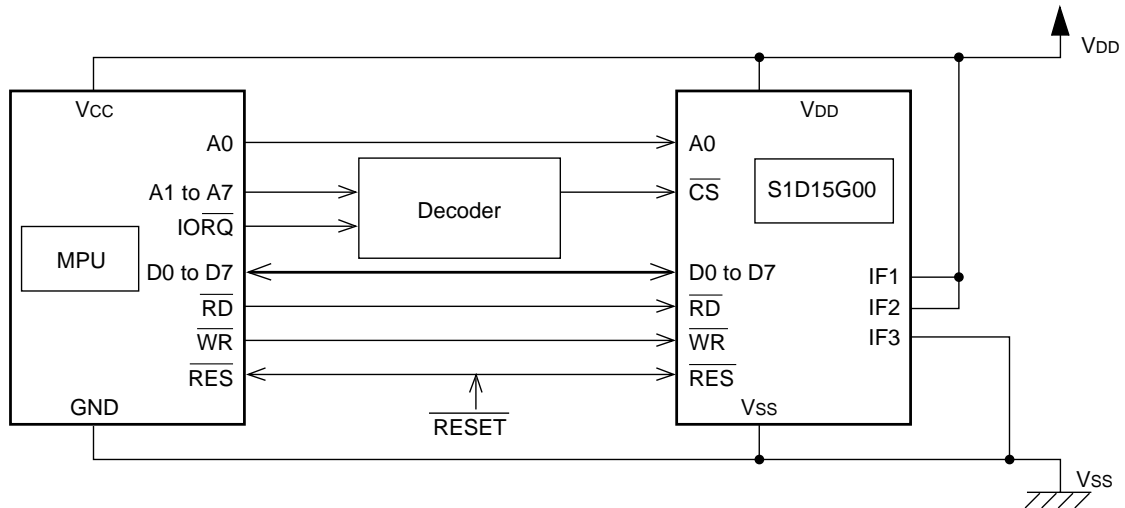 VDD
VCC
VDD
A0
A0
A1 to A7
Decoder
CS
S1D15G00
IORQ
MPU
D0 to D7
D0 to D7
IF1
RD
RD
IF2
WR
WR
IF3
RES
RES
GND
RESET
VSS
VSS